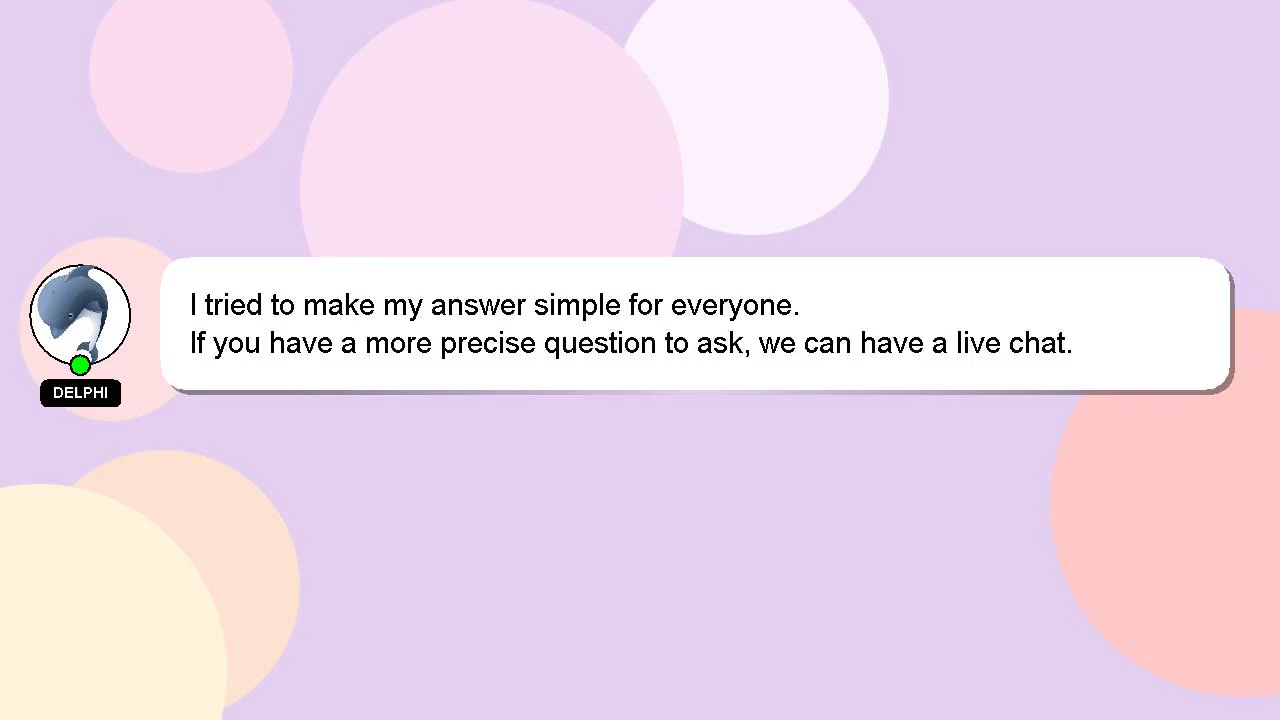 I tried to make my answer simple for everyone.
If you have a more precise question to ask, we can have a live chat.
DELPHI